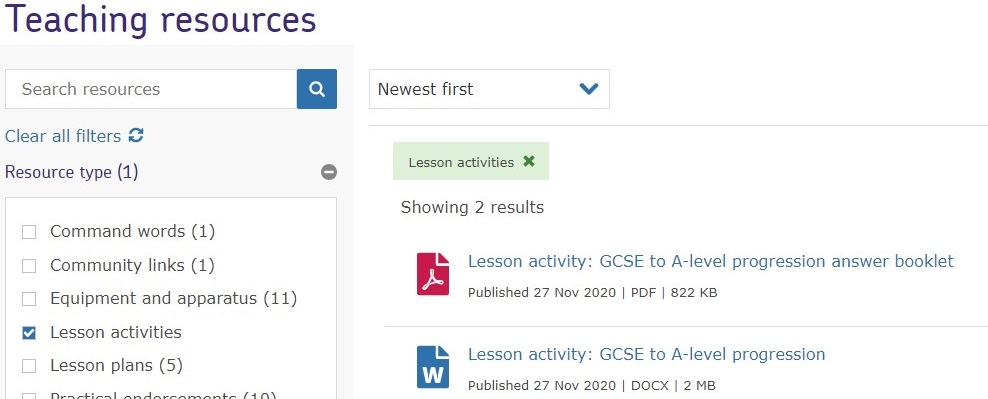 Teaching resources
Search resources
Clear all filters
Resource type (1)
Command words (1)
Community links (1)
Equipment and apparatus (11)
Lesson activities
Lesson plans (5)
Practical endorsements (10)
Newest first
Lesson activities
Showing 2 results
Lesson activity: GCSE to A-level progression answer booklet
Published 27 Nov 2020 | PDF | 822 KB
W
Lesson activity: GCSE to A-level progression
Published 27 Nov 2020 | DOCX | 2 MB